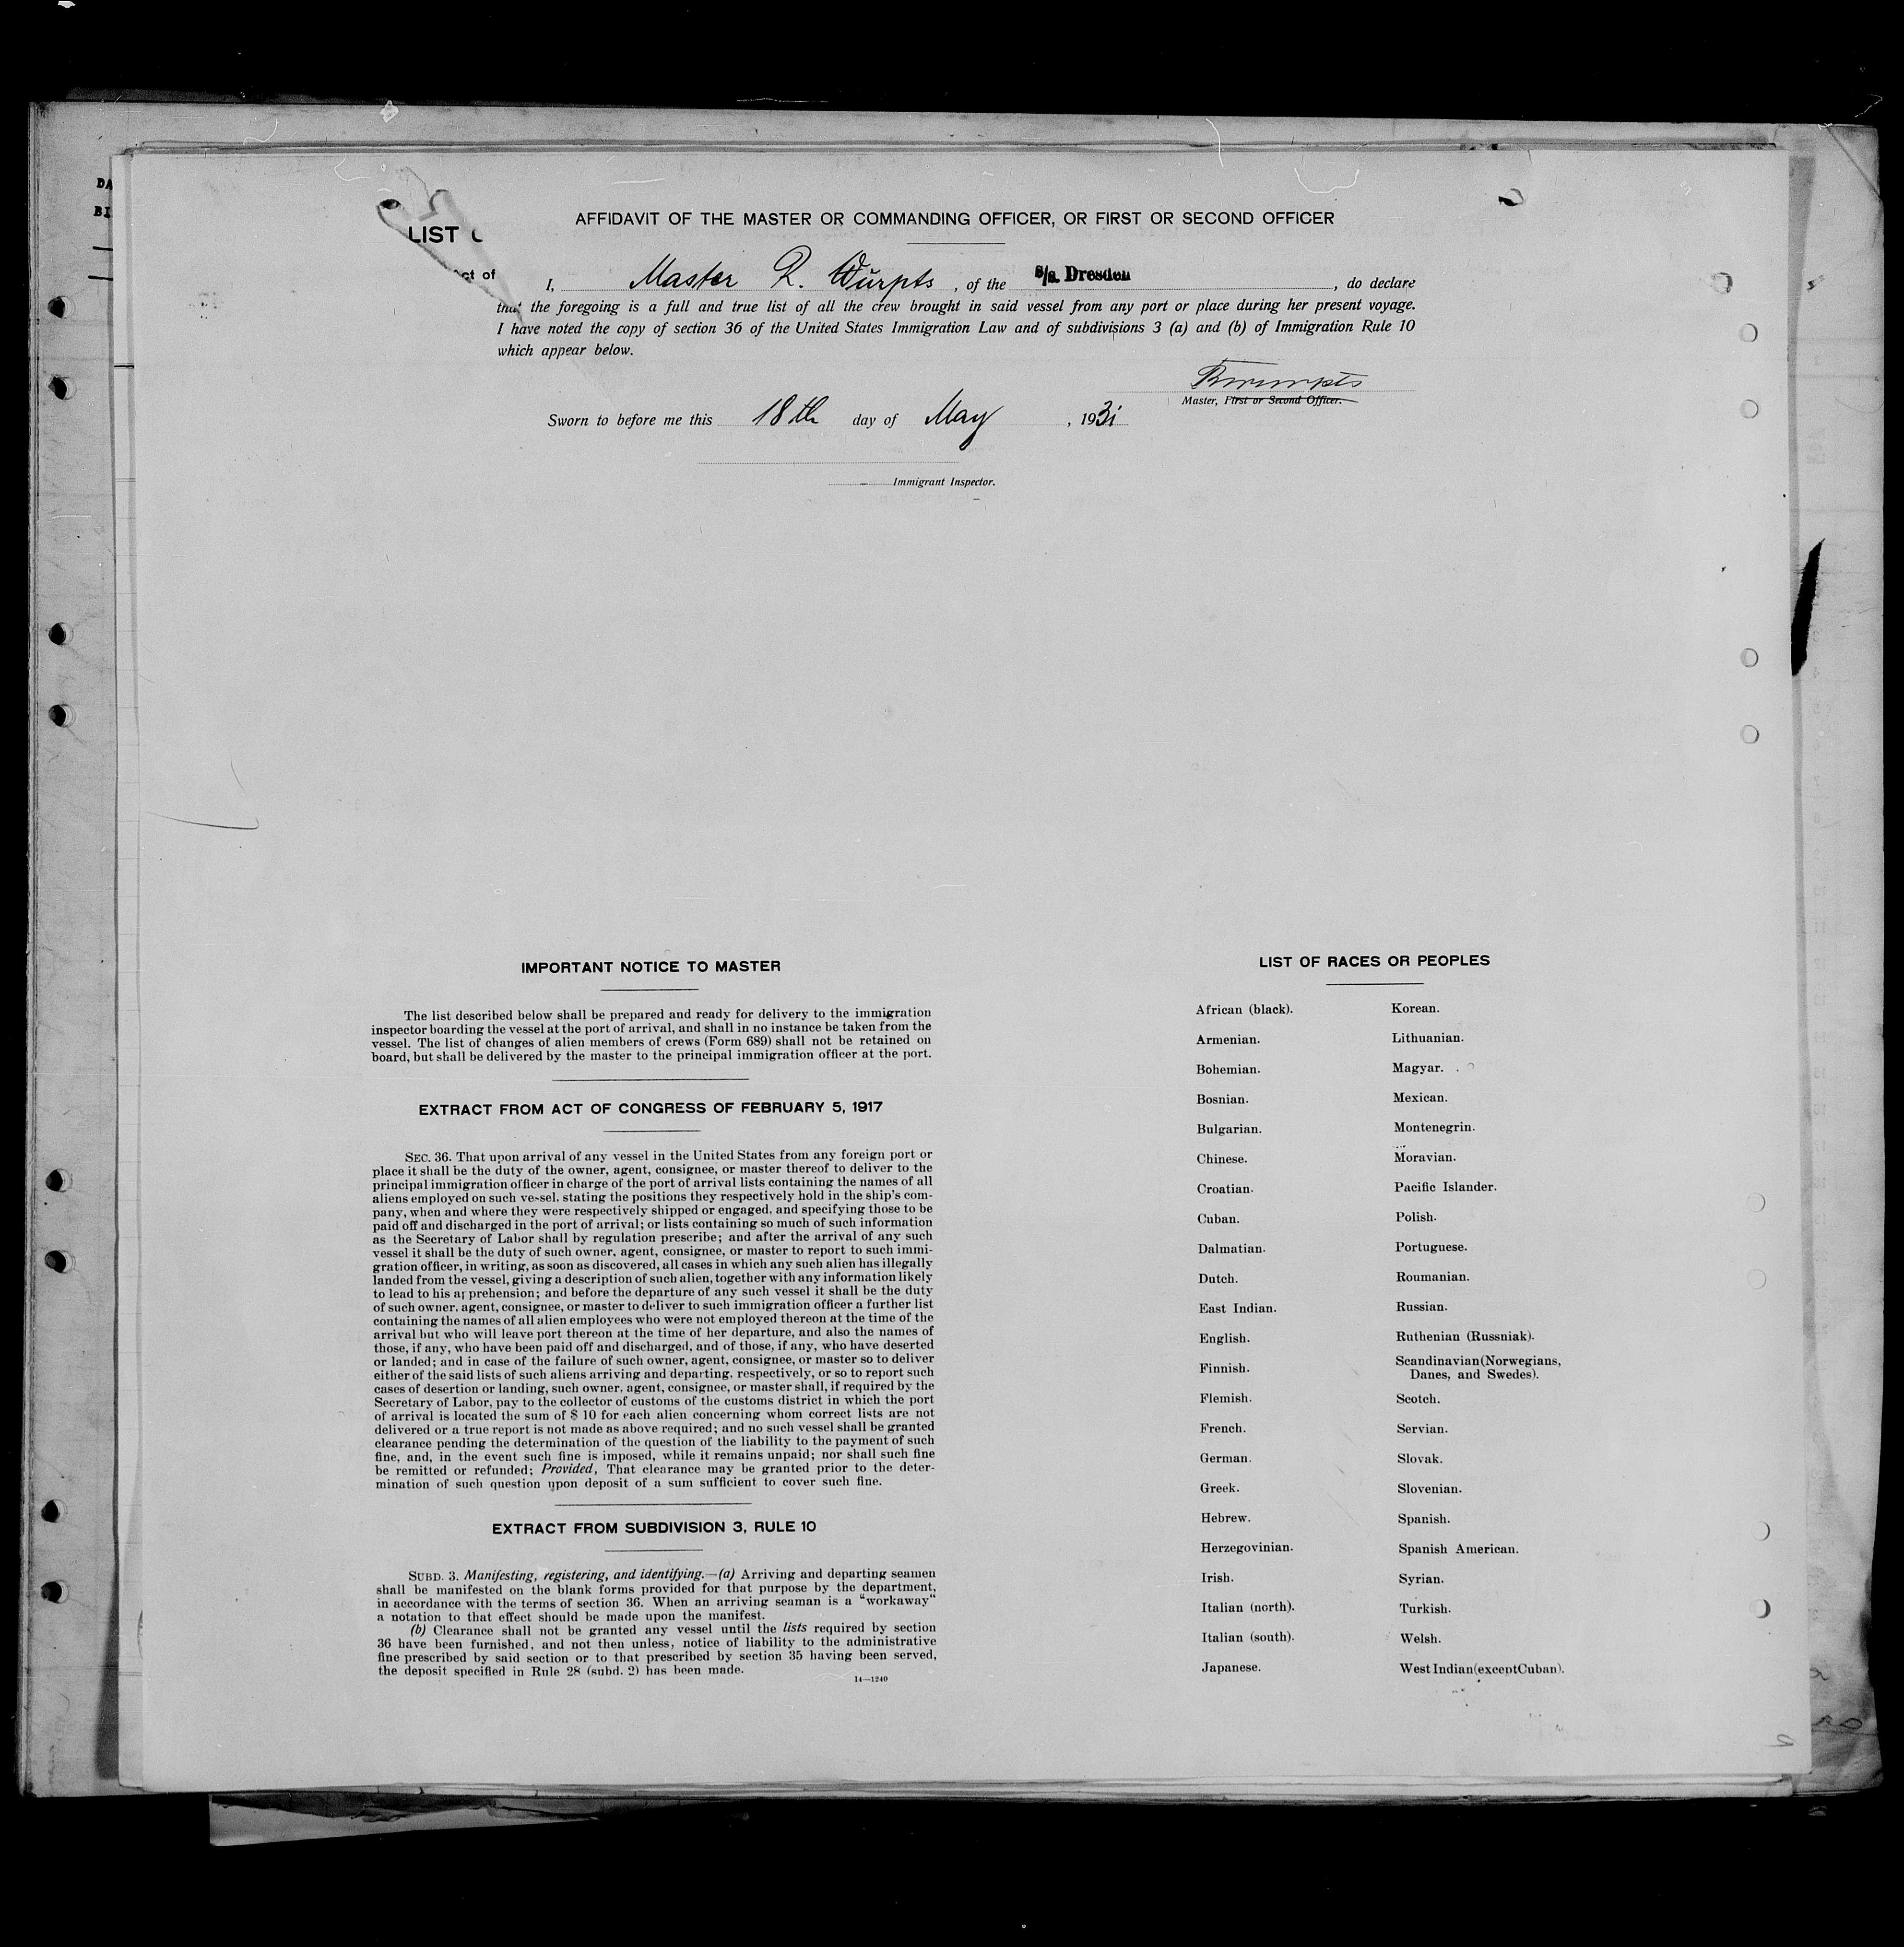 AFFIDAVIT OF THE MASTER OR COMMANDING OFFICER, OR FIRST OR SECOND OFFICER
LIST
Act of
I, Master R. Wurpts, of the S/s. Dresden, do declare
that the foregoing is a full and true list of all the crew brought in said vessel from any port or place during her present voyage.
I have noted the copy of section 36 of the United States Immigration Law and of subdivisions 3 (a) and (b) of Immigration Rule 10
which appear below.
Master, First or Second Officer.
Sworn to before me this 18th day of May, 1931
Immigrant Inspector.
IMPORTANT NOTICE TO MASTER
The list described below shall be prepared and ready for delivery to the immigration
inspector boarding the vessel at the port of arrival, and shall in no instance be taken from the
vessel. The list of changes of alien members of crews (Form 689) shall not be retained on
board, but shall be delivered by the master to the principal immigration officer at the port.
EXTRACT FROM ACT OF CONGRESS OF FEBRUARY 5, 1917
SEC. 36. That upon arrival of any vessel in the United States from any foreign port or
place it shall be the duty of the owner, agent, consignee, or master thereof to deliver to the
principal immigration officer in charge of the port of arrival lists containing the names of all
aliens employed on such vessel, stating the positions they respectively hold in the ship's com-
pany, when and where they were respectively shipped or engaged, and specifying those to be
paid off and discharged in the port of arrival; or lists containing so much of such information
as the Secretary of Labor shall by regulation prescribe; and after the arrival of any such
vessel it shall be the duty of such owner, agent, consignee, or master to report to such immi-
gration officer, in writing, as soon as discovered, all cases in which any such alien has illegally
landed from the vessel, giving a description of such alien, together with any information likely
to lead to his apprehension; and before the departure of any such vessel it shall be the duty
of such owner, agent, consignee, or master to deliver to such immigration officer a further list
containing the names of all alien employees who were not employed thereon at the time of the
arrival but who will leave port thereon at the time of her departure, and also the names of
those, if any, who have been paid off and discharged, and of those, if any, who have deserted
or landed; and in case of the failure of such owner, agent, consignee, or master so to deliver
either of the said lists of such aliens arriving and departing, respectively, or so to report such
cases of desertion or landing, such owner, agent, consignee, or master shall, if required by the
Secretary of Labor, pay to the collector of customs of the customs district in which the port
of arrival is located the sum of $ 10 for each alien concerning whom correct lists are not
delivered or a true report is not made as above required; and no such vessel shall be granted
clearance pending the determination of the question of the liability to the payment of such
fine, and, in the event such fine is imposed, while it remains unpaid; nor shall such fine
be remitted or refunded; Provided, That clearance may be granted prior to the deter-
mination of such question upon deposit of a sum sufficient to cover such fine.
EXTRACT FROM SUBDIVISION 3, RULE 10
SUBD. 3. Manifesting, registering, and identifying.—(a) Arriving and departing seamen
shall be manifested on the blank forms provided for that purpose by the department,
in accordance with the terms of section 36. When an arriving seaman is a “workaway“
a notation to that effect should be made upon the manifest.
(b) Clearance shall not be granted any vessel until the lists required by section
36 have been furnished, and not then unless, notice of liability to the administrative
fine prescribed by said section or to that prescribed by section 35 having been served,
the deposit specified in Rule 28 (subd. 2) has been made.
14—1240
LIST OF RACES OR PEOPLES
African (black).
Armenian.
Bohemian.
Bosnian.
Bulgarian.
Chinese.
Croatian.
Cuban.
Dalmatian.
Dutch.
East Indian.
English.
Finnish.
Flemish.
French.
German.
Greek.
Hebrew.
Herzegovinian.
Irish.
Italian (north).
Italian (south).
Japanese.
Korean.
Lithuanian.
Magyar.
Mexican.
Montenegrin.
Moravian.
Pacific Islander.
Polish.
Portuguese.
Roumanian.
Russian.
Ruthenian (Russniak).
Scandinavian (Norwegians,
Danes, and Swedes).
Scotch.
Servian.
Slovak.
Slovenian.
Spanish.
Spanish American.
Syrian.
Turkish.
Welsh.
West Indian (except Cuban).